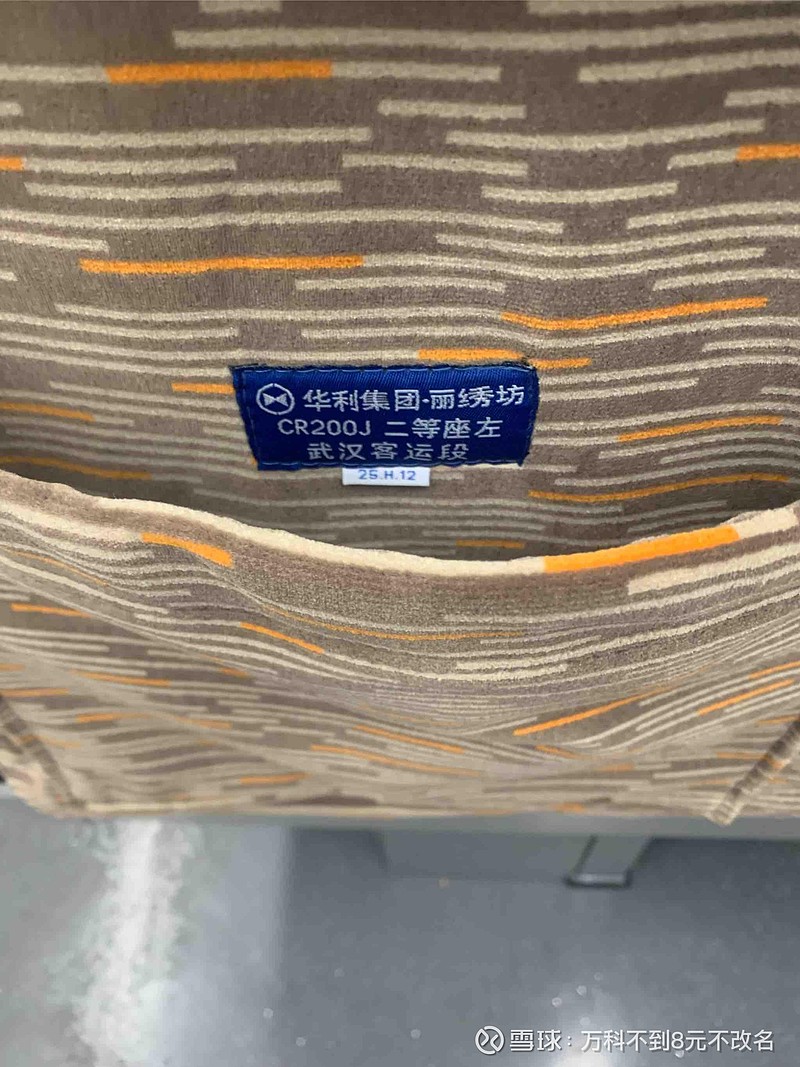 华利集团·丽绣坊
CR200J 二等座左
武汉客运段
25.H.12
雪球：万科不到8元不改名